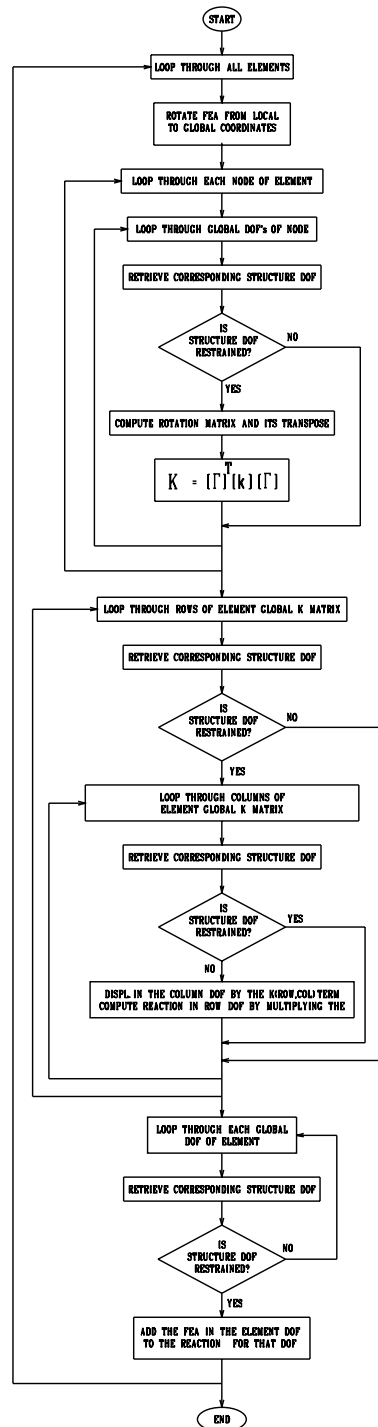 START
LOOP THROUGH ALL ELEMENTS
ROTATE FEA FROM LOCAL
TO GLOBAL COORDINATES
LOOP THROUGH EACH NODE OF ELEMENT
LOOP THROUGH GLOBAL DOF's OF NODE
RETRIEVE CORRESPONDING STRUCTURE DOF
IS
STRUCTURE DOF
RESTRAINED?
NO
YES
COMPUTE ROTATION MATRIX AND ITS TRANSPOSE
K = [Γ]^T [k] [Γ]
LOOP THROUGH ROWS OF ELEMENT GLOBAL K MATRIX
RETRIEVE CORRESPONDING STRUCTURE DOF
IS
STRUCTURE DOF
RESTRAINED?
NO
YES
LOOP THROUGH COLUMNS OF
ELEMENT GLOBAL K MATRIX
RETRIEVE CORRESPONDING STRUCTURE DOF
IS
STRUCTURE DOF
RESTRAINED?
YES
NO
DISPL. IN THE COLUMN DOF BY THE K(ROW,COL) TERM
COMPUTE REACTION IN ROW DOF BY MULTIPLYING THE
LOOP THROUGH EACH GLOBAL
DOF OF ELEMENT
RETRIEVE CORRESPONDING STRUCTURE DOF
IS
STRUCTURE DOF
RESTRAINED?
NO
YES
ADD THE FEA IN THE ELEMENT DOF
TO THE REACTION FOR THAT DOF
END